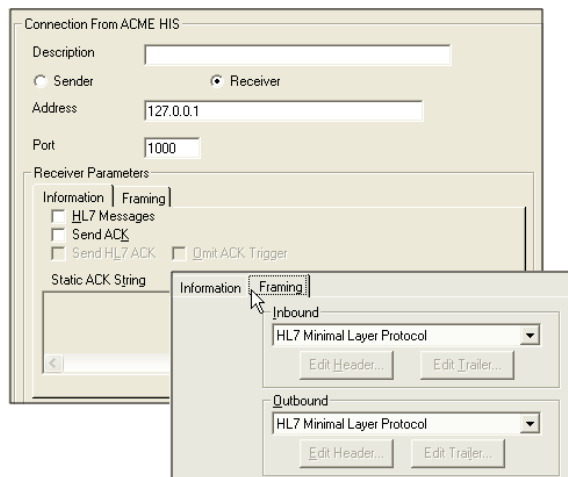 Connection From ACME HIS
Description
Sender Receiver
Address 127.0.0.1
Port 1000
Receiver Parameters
Information Framing
HL7 Messages
Send ACK
Send HL7 ACK Omit ACK Trigger
Static ACK String
Information Framing
Inbound
HL7 Minimal Layer Protocol
Edit Header... Edit Trailer...
Outbound
HL7 Minimal Layer Protocol
Edit Header... Edit Trailer...